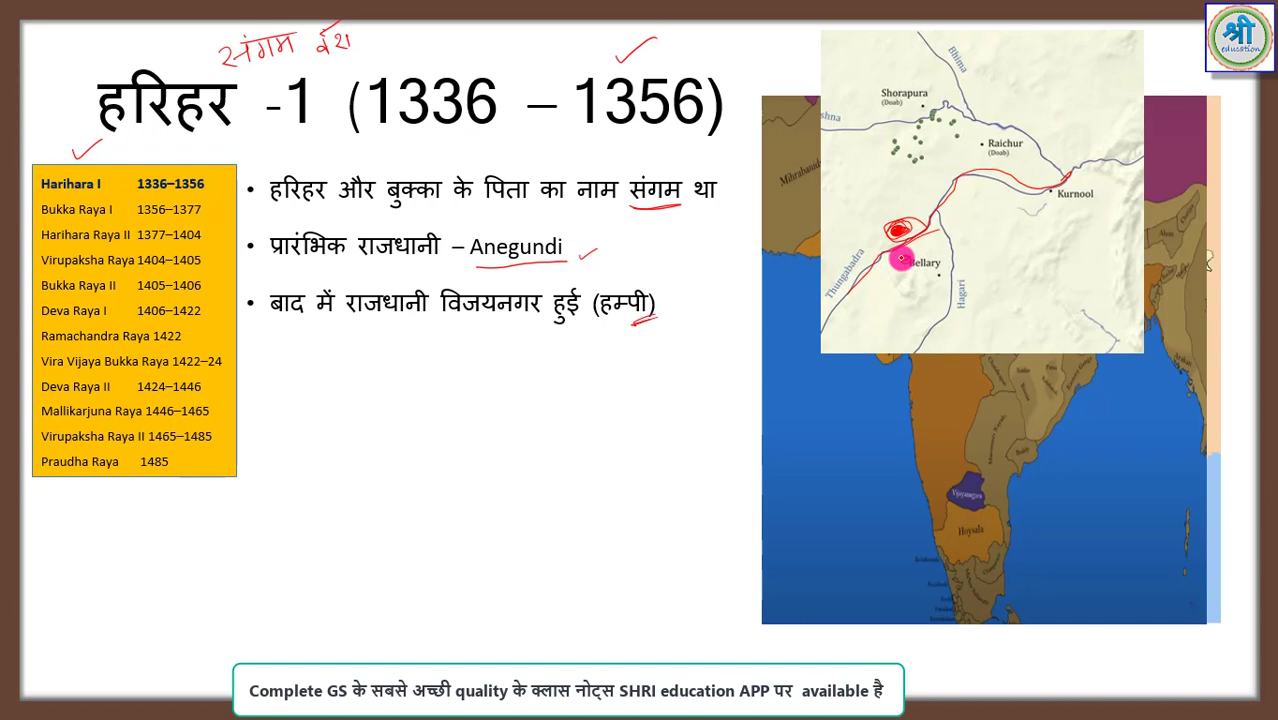 संगम वंश
हरिहर -1 (1336 – 1356)
Harihara I 1336–1356
Bukka Raya I 1356–1377
Harihara Raya II 1377–1404
Virupaksha Raya 1404–1405
Bukka Raya II 1405–1406
Deva Raya I 1406–1422
Ramachandra Raya 1422
Vira Vijaya Bukka Raya 1422–24
Deva Raya II 1424–1446
Mallikarjuna Raya 1446–1465
Virupaksha Raya II 1465–1485
Praudha Raya 1485
• हरिहर और बुक्का के पिता का नाम संगम था
• प्रारंभिक राजधानी – Anegundi
• बाद में राजधानी विजयनगर हुई (हम्पी)
श्री
education
Bhima
Shorapura
(Doab)
shna
Raichur
(Doab)
Kurnool
Thungabadra
Bellary
Hagari
Mihrabanid
Vijayanagara
Hoysala
Complete GS के सबसे अच्छी quality के क्लास नोट्स SHRI education APP पर available है